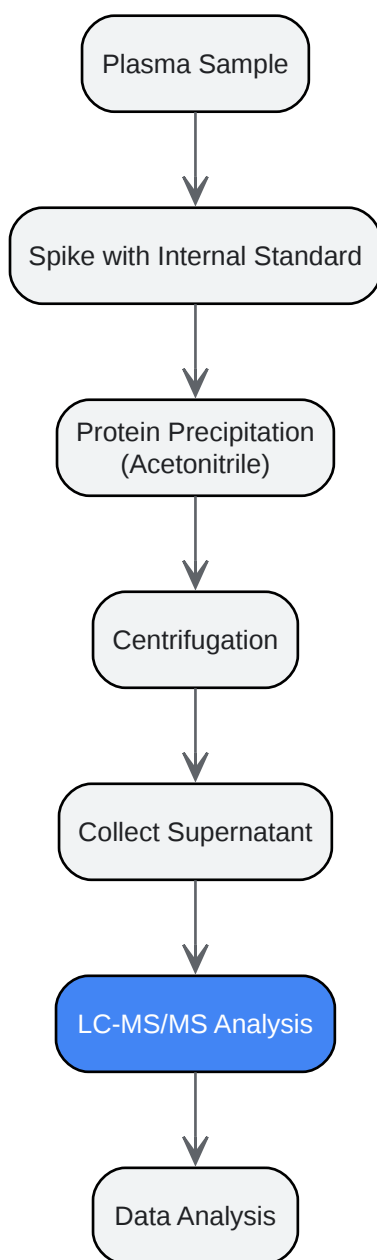 Plasma Sample
Spike with Internal Standard
Protein Precipitation
(Acetonitrile)
Centrifugation
Collect Supernatant
LC-MS/MS Analysis
Data Analysis